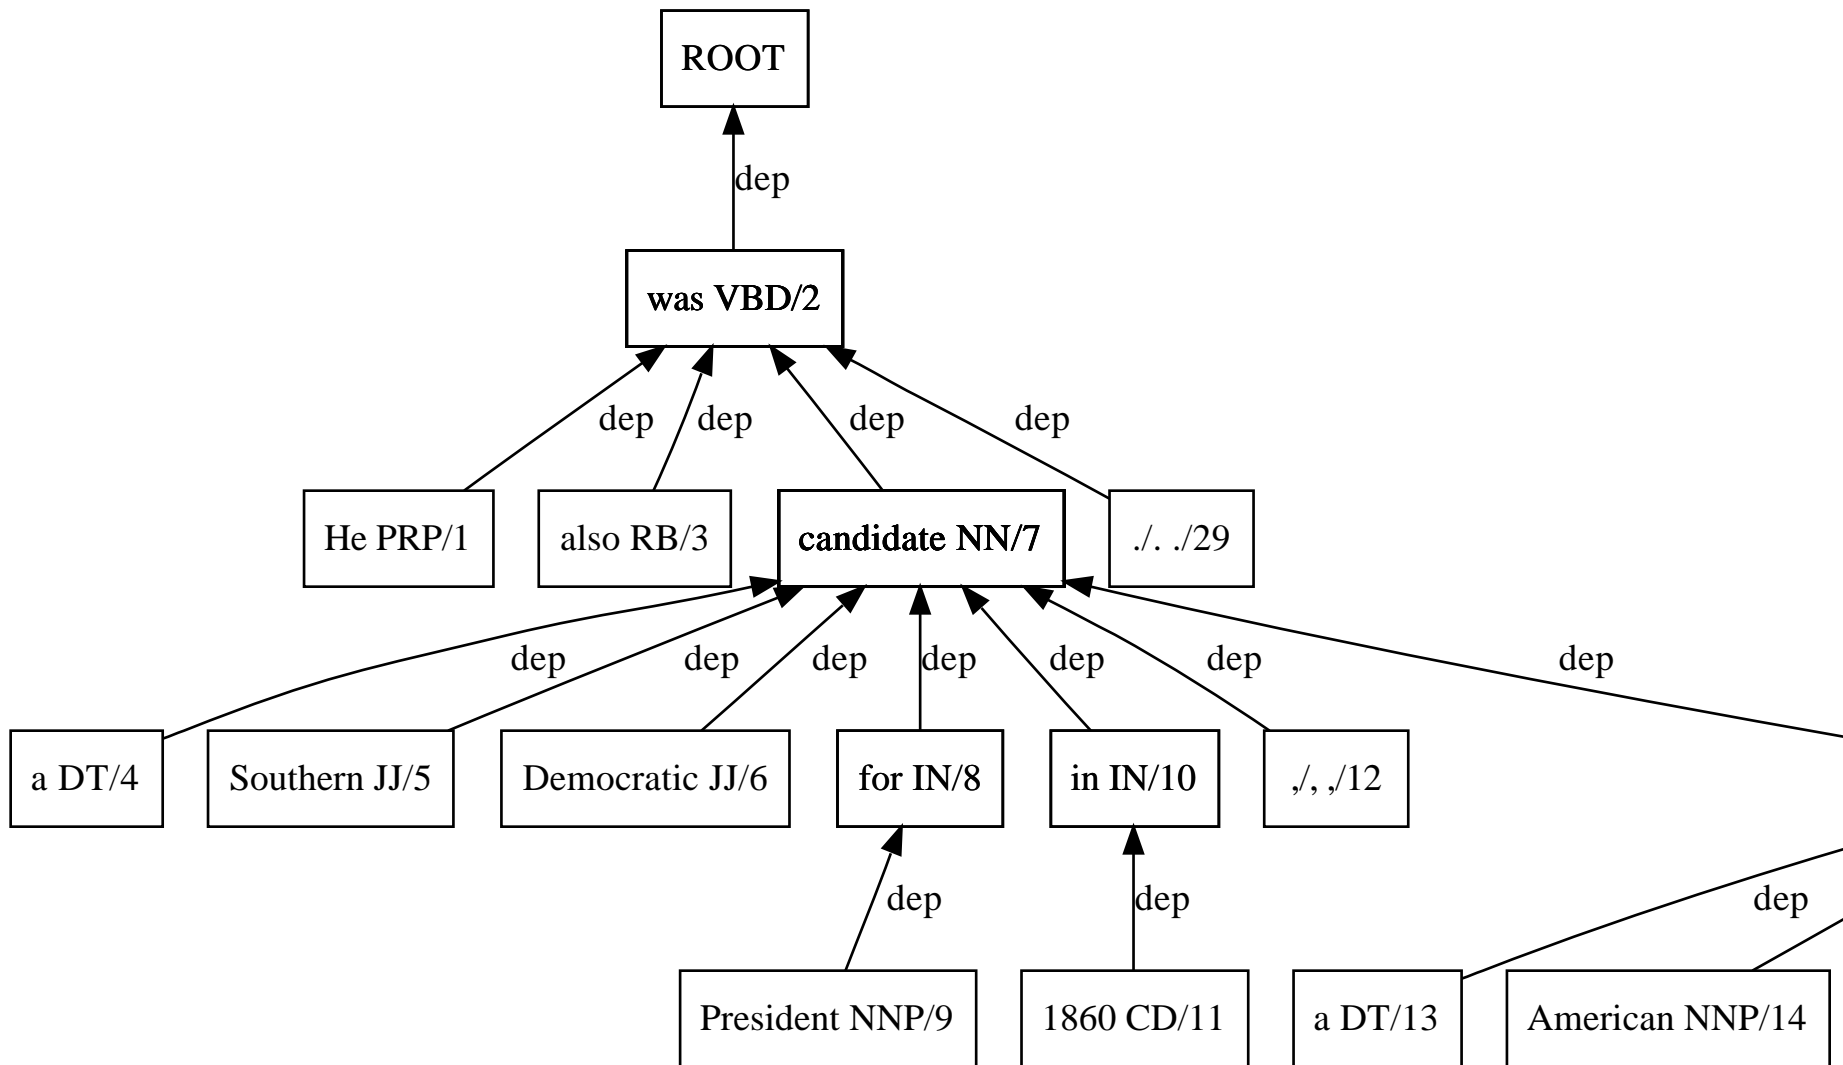 ROOT
dep
was VBD/2
dep dep dep dep
He PRP/1 also RB/3 candidate NN/7 ./. ./29
dep dep dep dep dep dep dep
a DT/4 Southern JJ/5 Democratic JJ/6 for IN/8 in IN/10 ,/, ,/12
dep dep dep
President NNP/9 1860 CD/11 a DT/13 American NNP/14